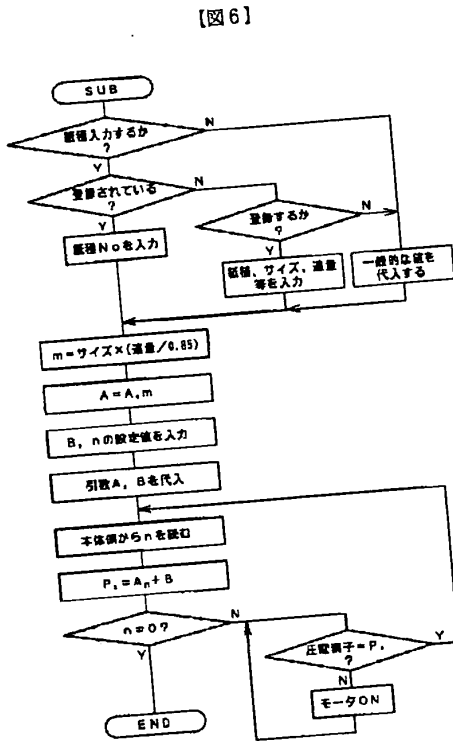 【図6】
SUB
紙種入力するか
?
N
Y
登録されている
?
N
Y
登録するか
?
N
Y
紙種Noを入力
紙種、サイズ、連量
等を入力
一般的な値を
代入する
m=サイズ×(連量/0.85)
A=A₁m
B, nの設定値を入力
引数A, Bを代入
本体側からnを読む
P₁=Aₙ+B
n=0?
N
Y
圧電素子=P₁
?
Y
N
モータON
END